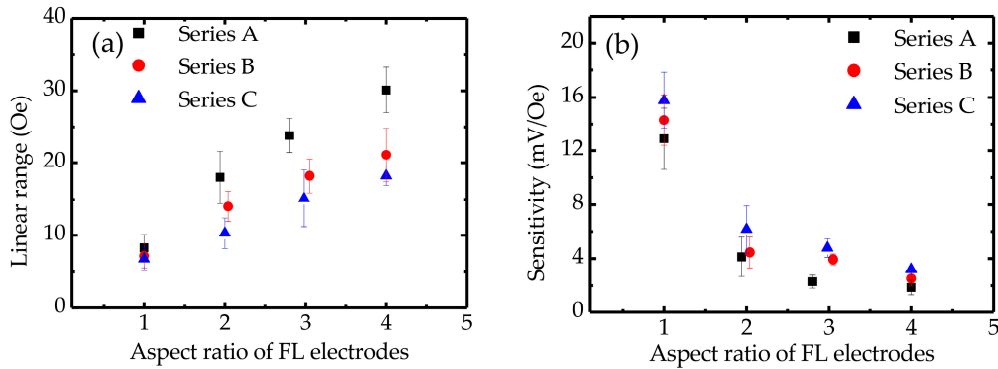 (a)
Series A
Series B
Series C
Linear range (Oe)
40
30
20
10
0
1 2 3 4 5
Aspect ratio of FL electrodes
(b)
Series A
Series B
Series C
Sensitivity (mV/Oe)
20
16
12
8
4
0
1 2 3 4 5
Aspect ratio of FL electrodes